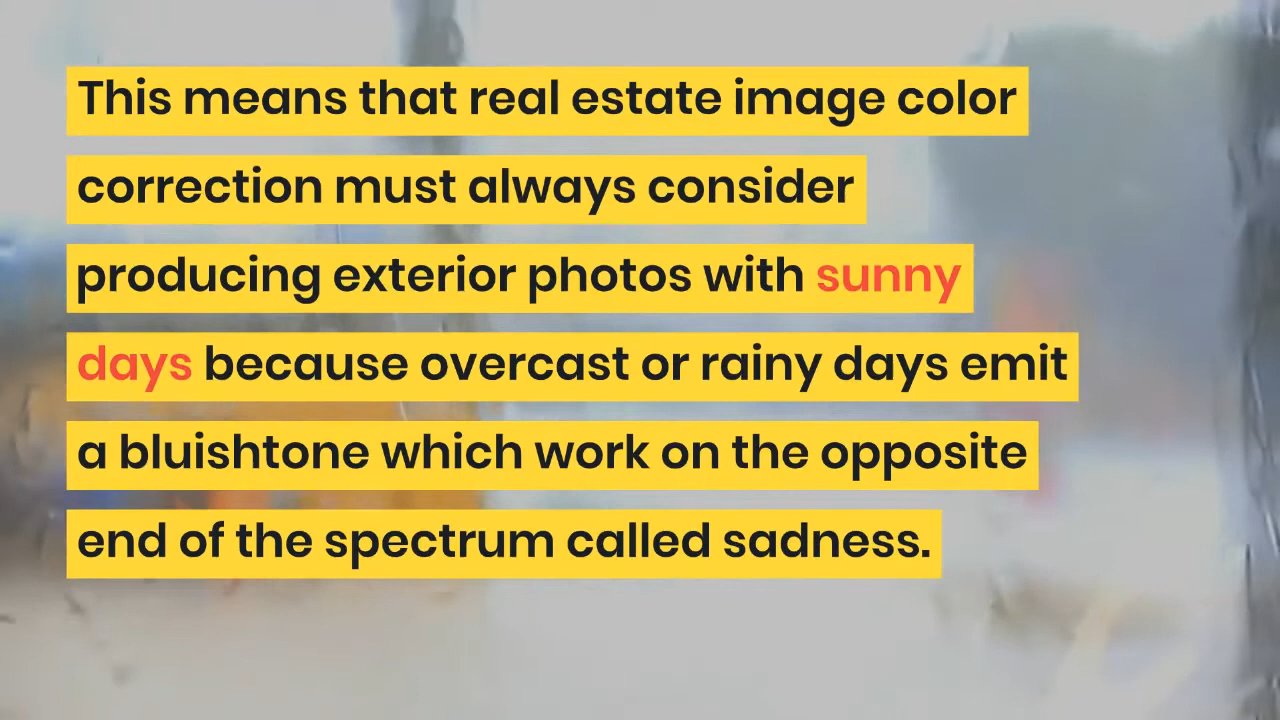 This means that real estate image color
correction must always consider
producing exterior photos with sunny
days because overcast or rainy days emit
a bluishtone which work on the opposite
end of the spectrum called sadness.